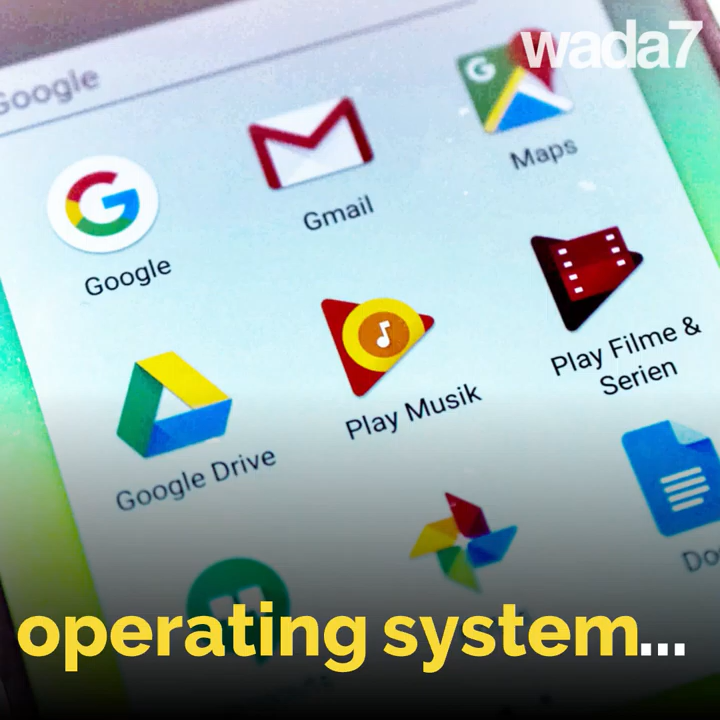 wada7
Google
Gmail
Maps
Google
Google Drive
Play Musik
Play Filme &
Serien
operating system...